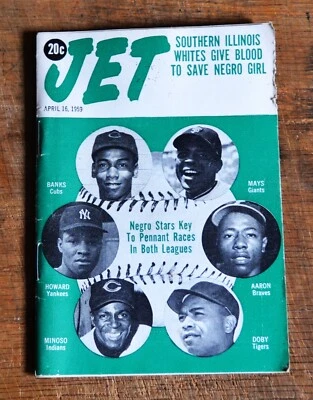 20c
JET
SOUTHERN ILLINOIS
WHITES GIVE BLOOD
TO SAVE NEGRO GIRL
APRIL 16, 1959
BANKS
Cubs
MAYS
Giants
Negro Stars Key
To Pennant Races
In Both Leagues
HOWARD
Yankees
AARON
Braves
MINOSO
Indians
DOBY
Tigers